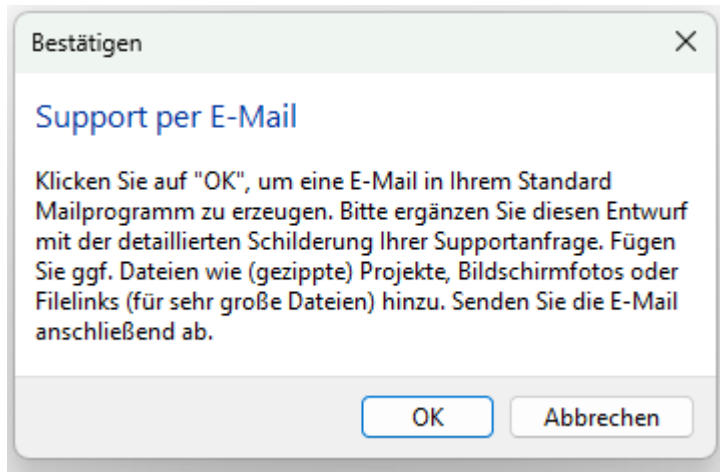 Bestätigen
Support per E-Mail
Klicken Sie auf "OK", um eine E-Mail in Ihrem Standard
Mailprogramm zu erzeugen. Bitte ergänzen Sie diesen Entwurf
mit der detaillierten Schilderung Ihrer Supportanfrage. Fügen
Sie ggf. Dateien wie (gezippte) Projekte, Bildschirmfotos oder
Filelinks (für sehr große Dateien) hinzu. Senden Sie die E-Mail
anschließend ab.
OK
Abbrechen